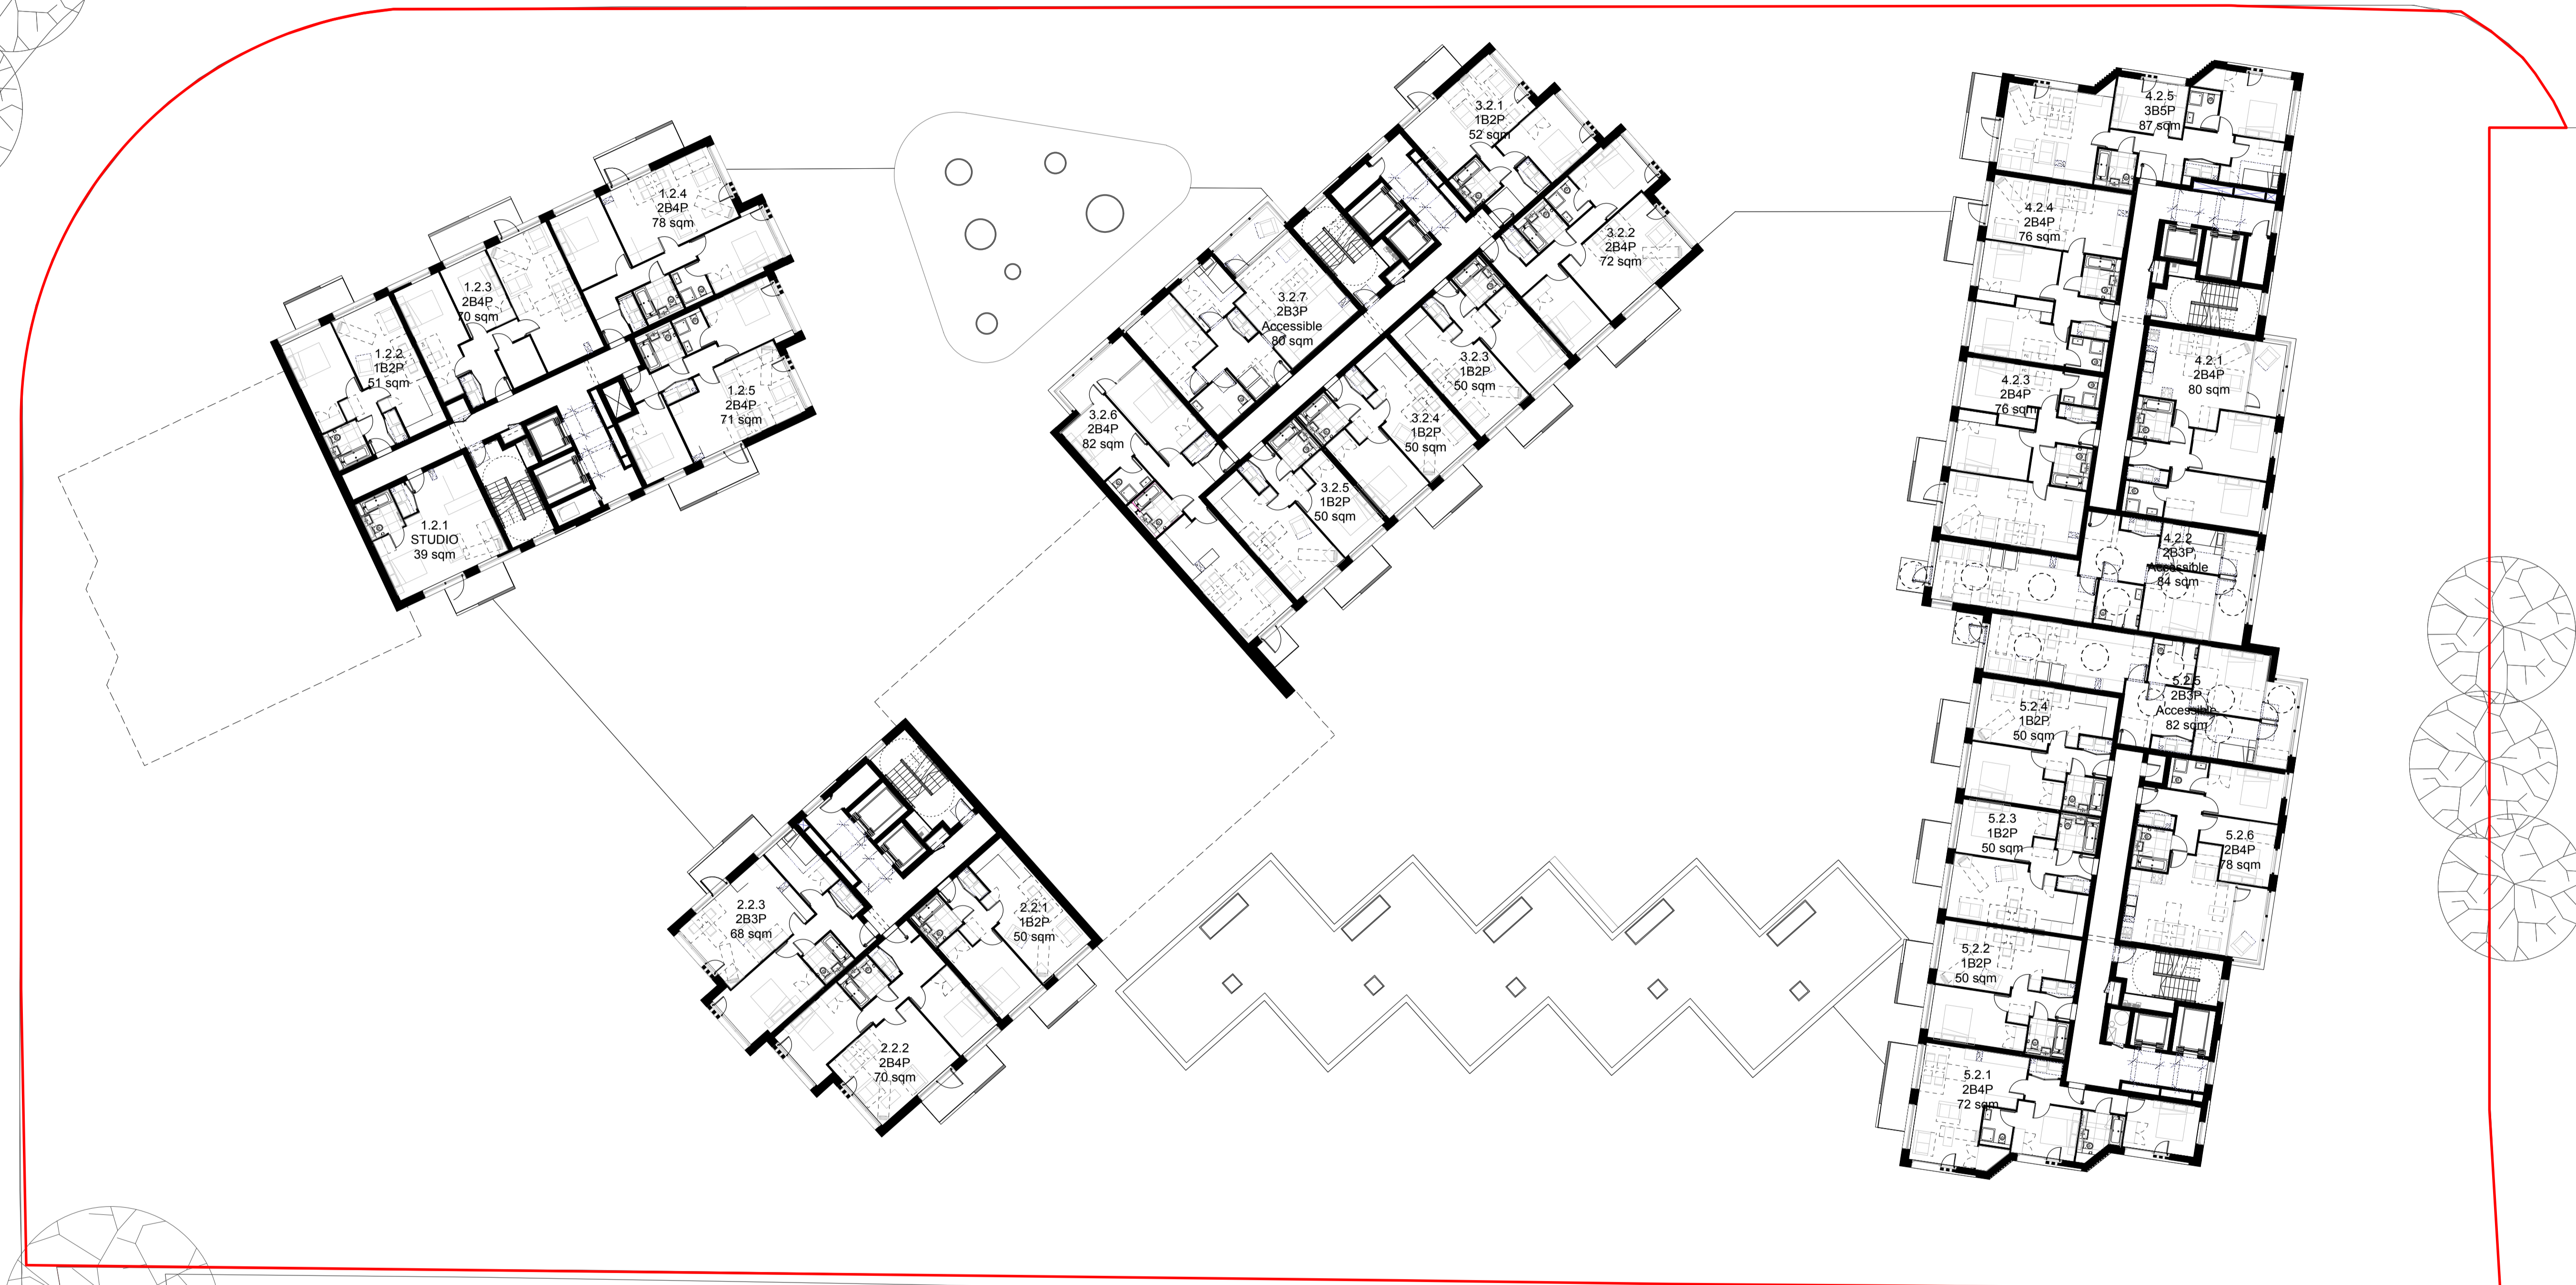 1.2.4
2B4P
78 sqm
1.2.3
2B4P
70 sqm
1.2.2
1B2P
51 sqm
1.2.5
2B4P
71 sqm
1.2.1
STUDIO
39 sqm
2.2.3
2B3P
68 sqm
2.2.1
1B2P
50 sqm
2.2.2
2B4P
70 sqm
3.2.1
1B2P
52 sqm
3.2.2
2B4P
72 sqm
3.2.7
2B3P
Accessible
80 sqm
3.2.3
1B2P
50 sqm
3.2.6
2B4P
82 sqm
3.2.4
1B2P
50 sqm
3.2.5
1B2P
50 sqm
4.2.5
3B5P
87 sqm
4.2.4
2B4P
76 sqm
4.2.1
2B4P
80 sqm
4.2.3
2B4P
76 sqm
4.2.2
2B3P
Accessible
84 sqm
5.2.5
2B3P
Accessible
82 sqm
5.2.4
1B2P
50 sqm
5.2.3
1B2P
50 sqm
5.2.6
2B4P
78 sqm
5.2.2
1B2P
50 sqm
5.2.1
2B4P
72 sqm